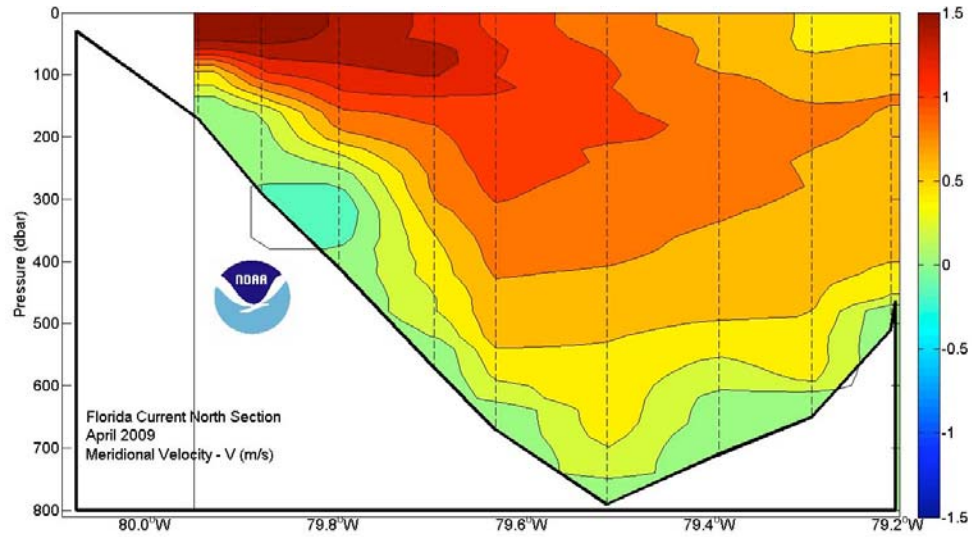 0
100
200
300
400
500
600
700
800
Pressure (dbar)
NOAA
Florida Current North Section
April 2009
Meridional Velocity - V (m/s)
80.0°W
79.8°W
79.6°W
79.4°W
79.2°W
1.5
1
0.5
0
-0.5
-1
-1.5